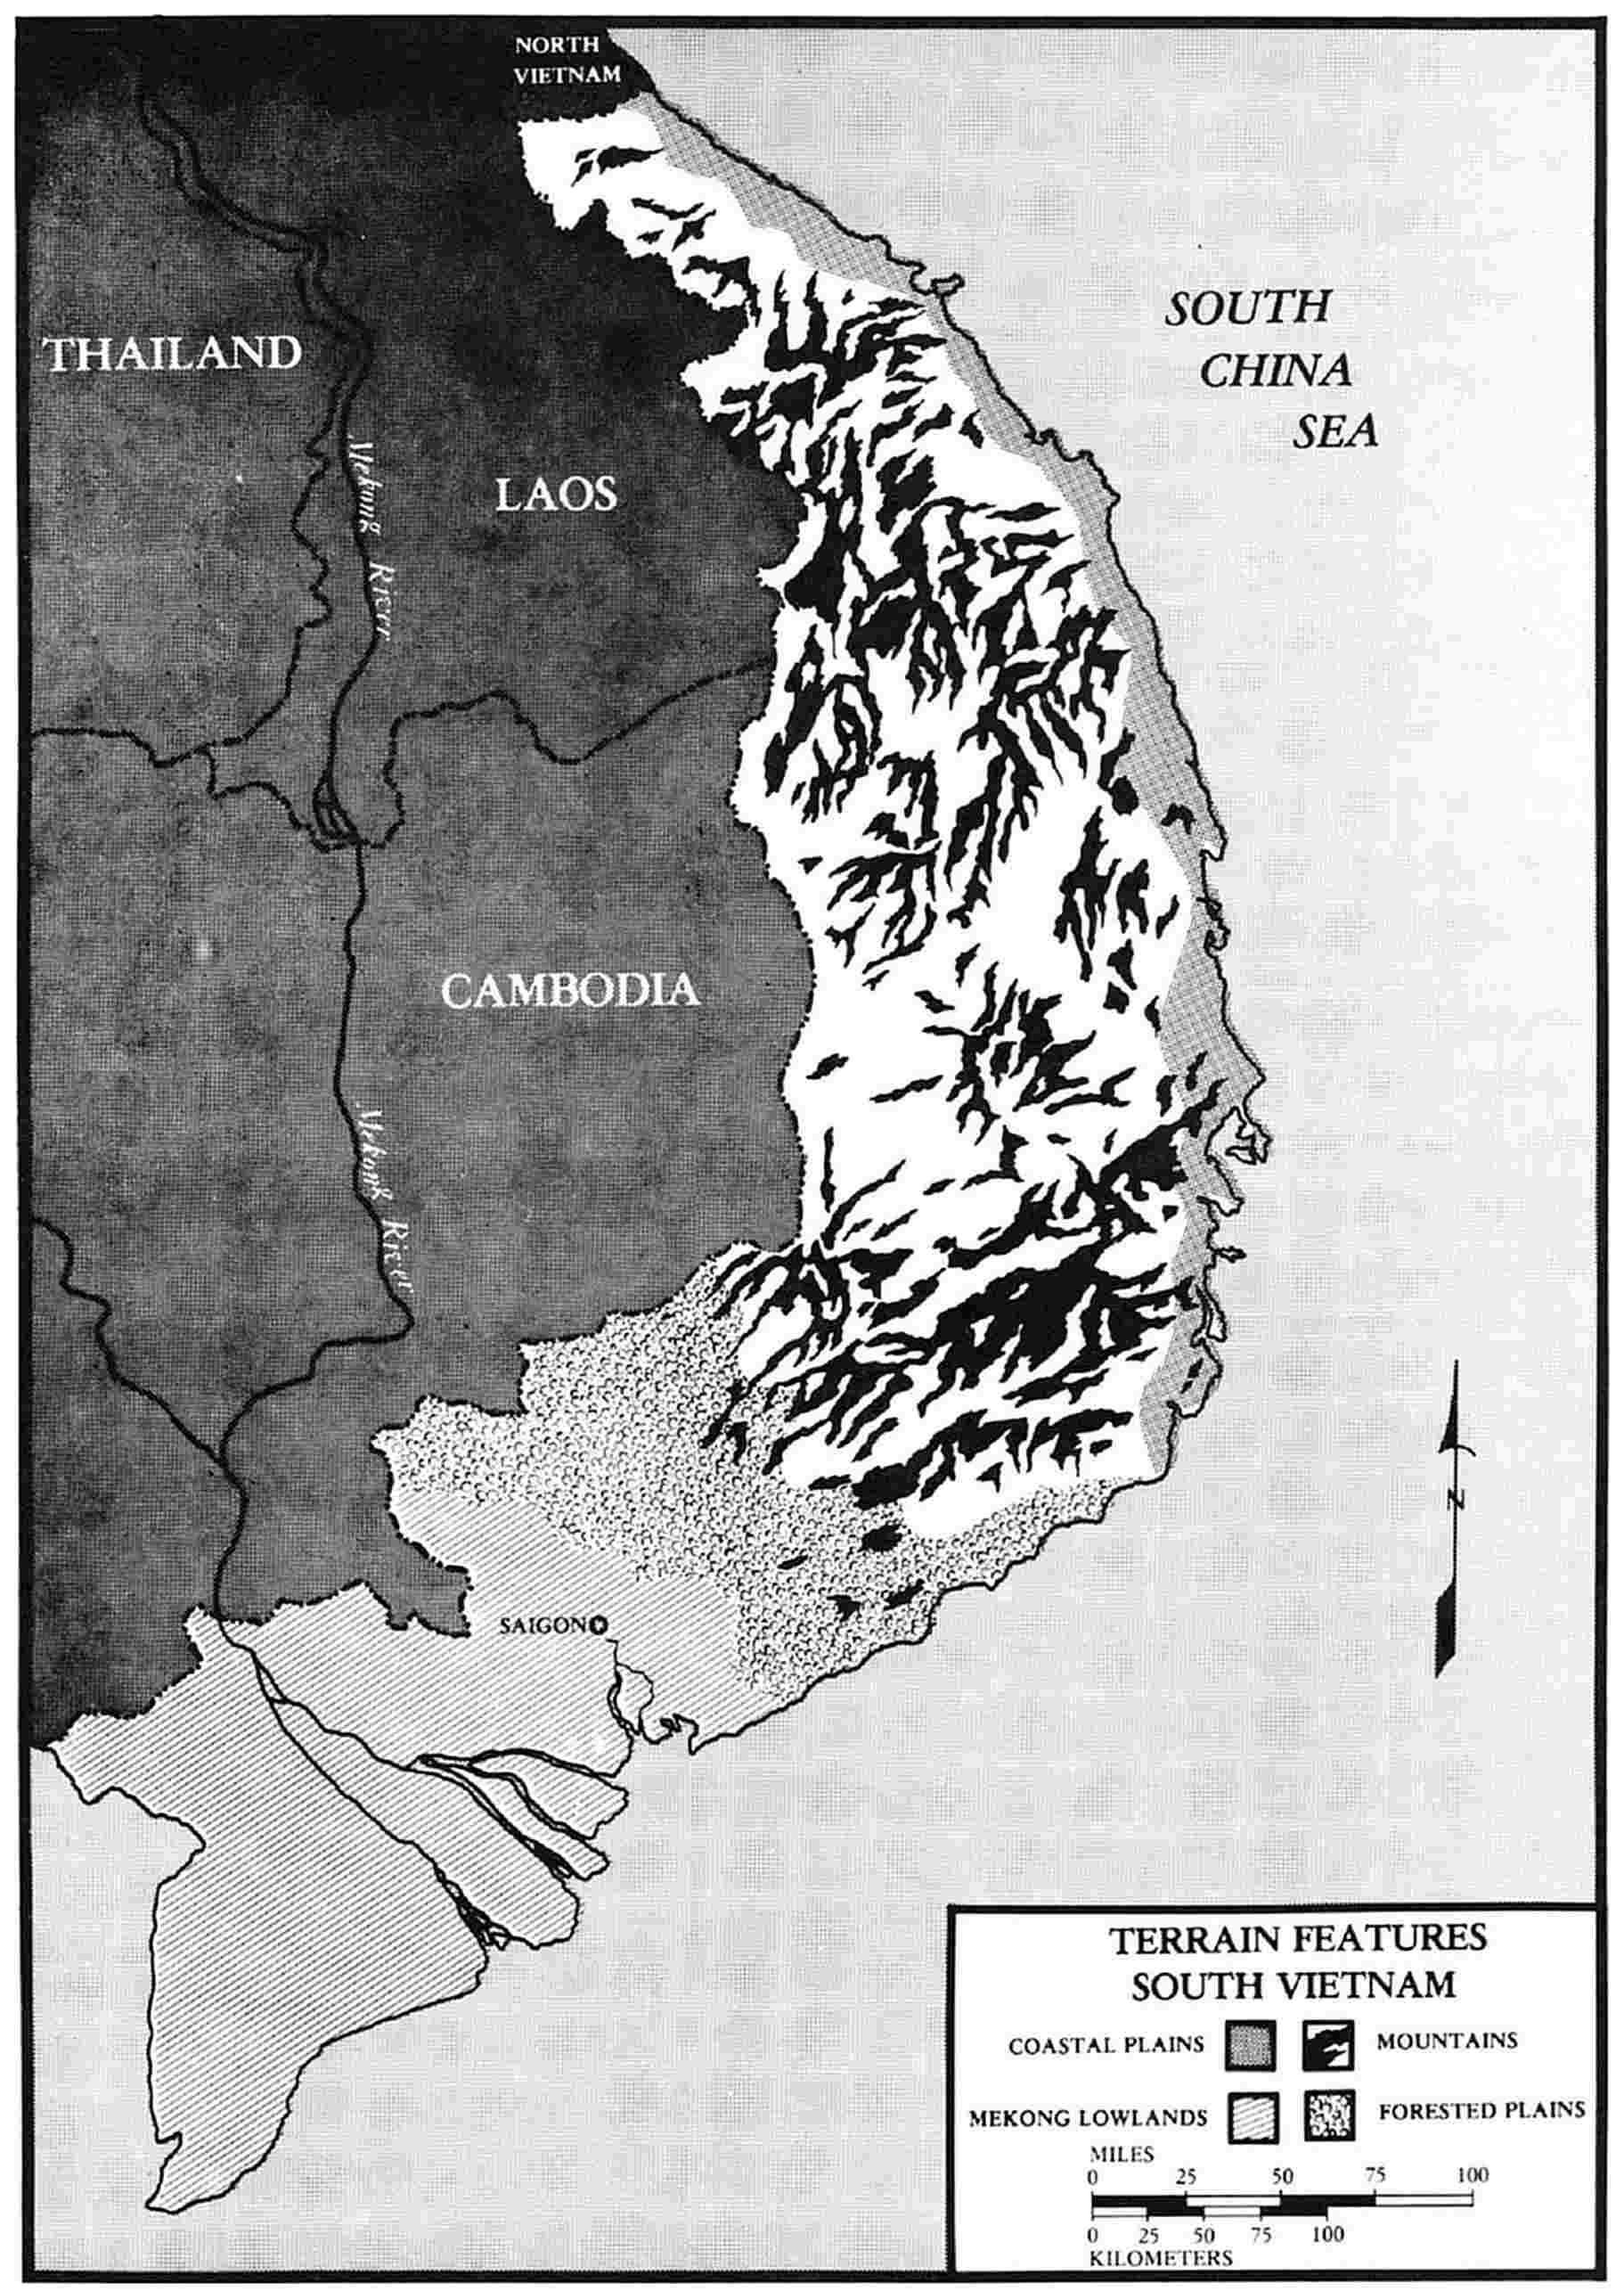 NORTH
VIETNAM
SOUTH
CHINA
SEA
THAILAND
Mekong River
LAOS
CAMBODIA
Mekong River
SAIGON
N
TERRAIN FEATURES
SOUTH VIETNAM
COASTAL PLAINS
MOUNTAINS
MEKONG LOWLANDS
FORESTED PLAINS
MILES
0 25 50 75 100
0 25 50 75 100
KILOMETERS